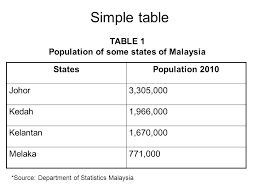 Simple table
TABLE 1
Population of some states of Malaysia
States Population 2010
Johor 3,305,000
Kedah 1,966,000
Kelantan 1,670,000
Melaka 771,000
*Source: Department of Statistics Malaysia